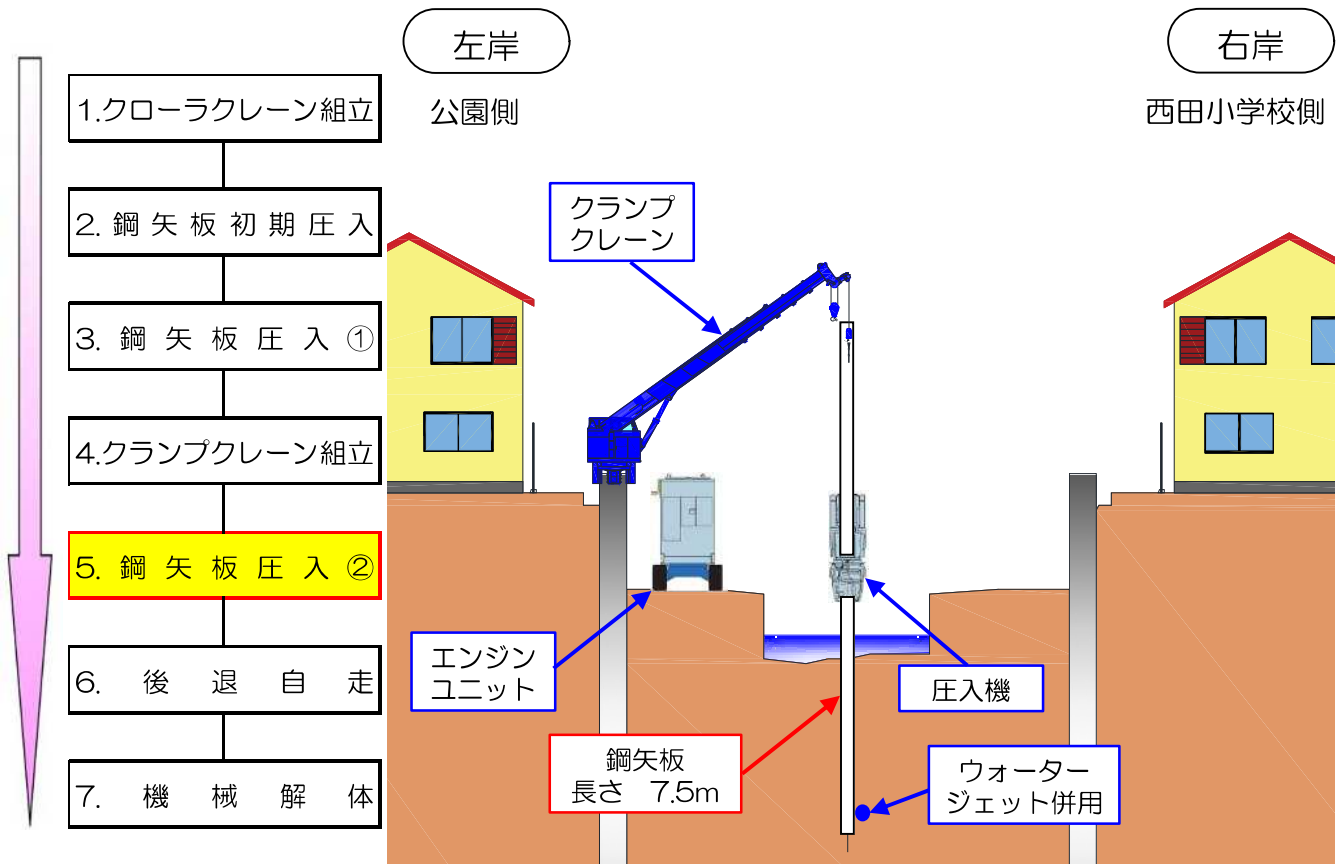 1.クローラクレーン組立
2. 鋼矢板初期圧入
3. 鋼矢板圧入①
4.クランプクレーン組立
5. 鋼矢板圧入②
6. 後退自走
7. 機械解体
左岸
公園側
右岸
西田小学校側
クランプ
クレーン
エンジン
ユニット
圧入機
鋼矢板
長さ 7.5m
ウォーター
ジェット併用